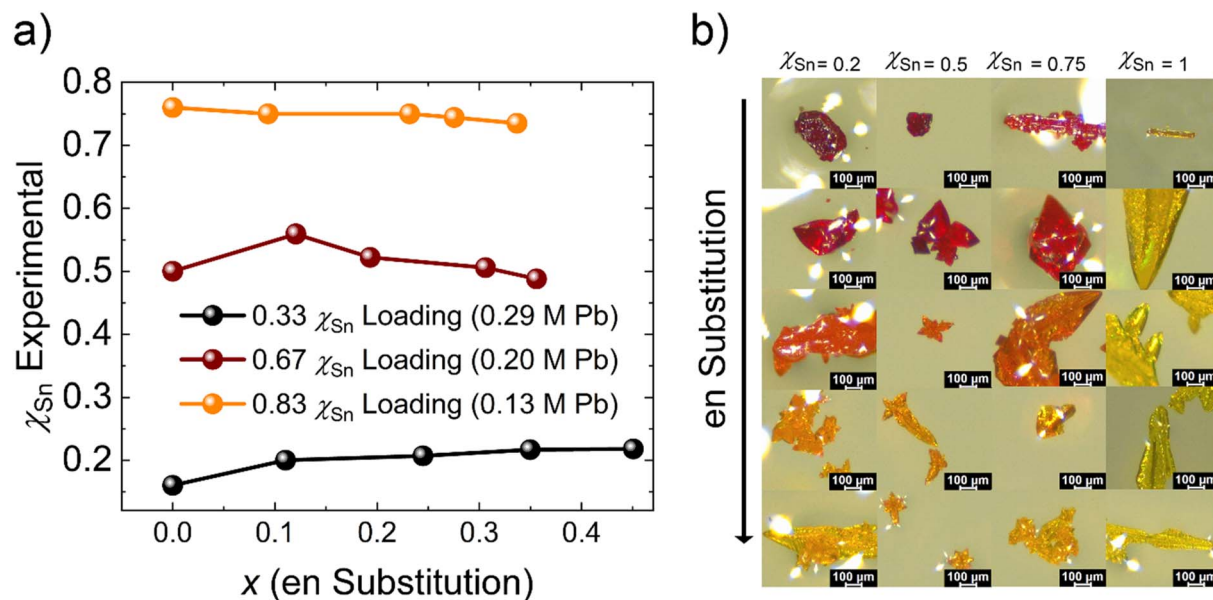 a)
χSn Experimental
0.8
0.7
0.6
0.5
0.4
0.3
0.2
0.33 χSn Loading (0.29 M Pb)
0.67 χSn Loading (0.20 M Pb)
0.83 χSn Loading (0.13 M Pb)
0.0 0.1 0.2 0.3 0.4
x (en Substitution)
b)
χSn = 0.2 χSn = 0.5 χSn = 0.75 χSn = 1
en Substitution
100 µm 100 µm 100 µm 100 µm
100 µm 100 µm 100 µm 100 µm
100 µm 100 µm 100 µm 100 µm
100 µm 100 µm 100 µm 100 µm
100 µm 100 µm 100 µm 100 µm